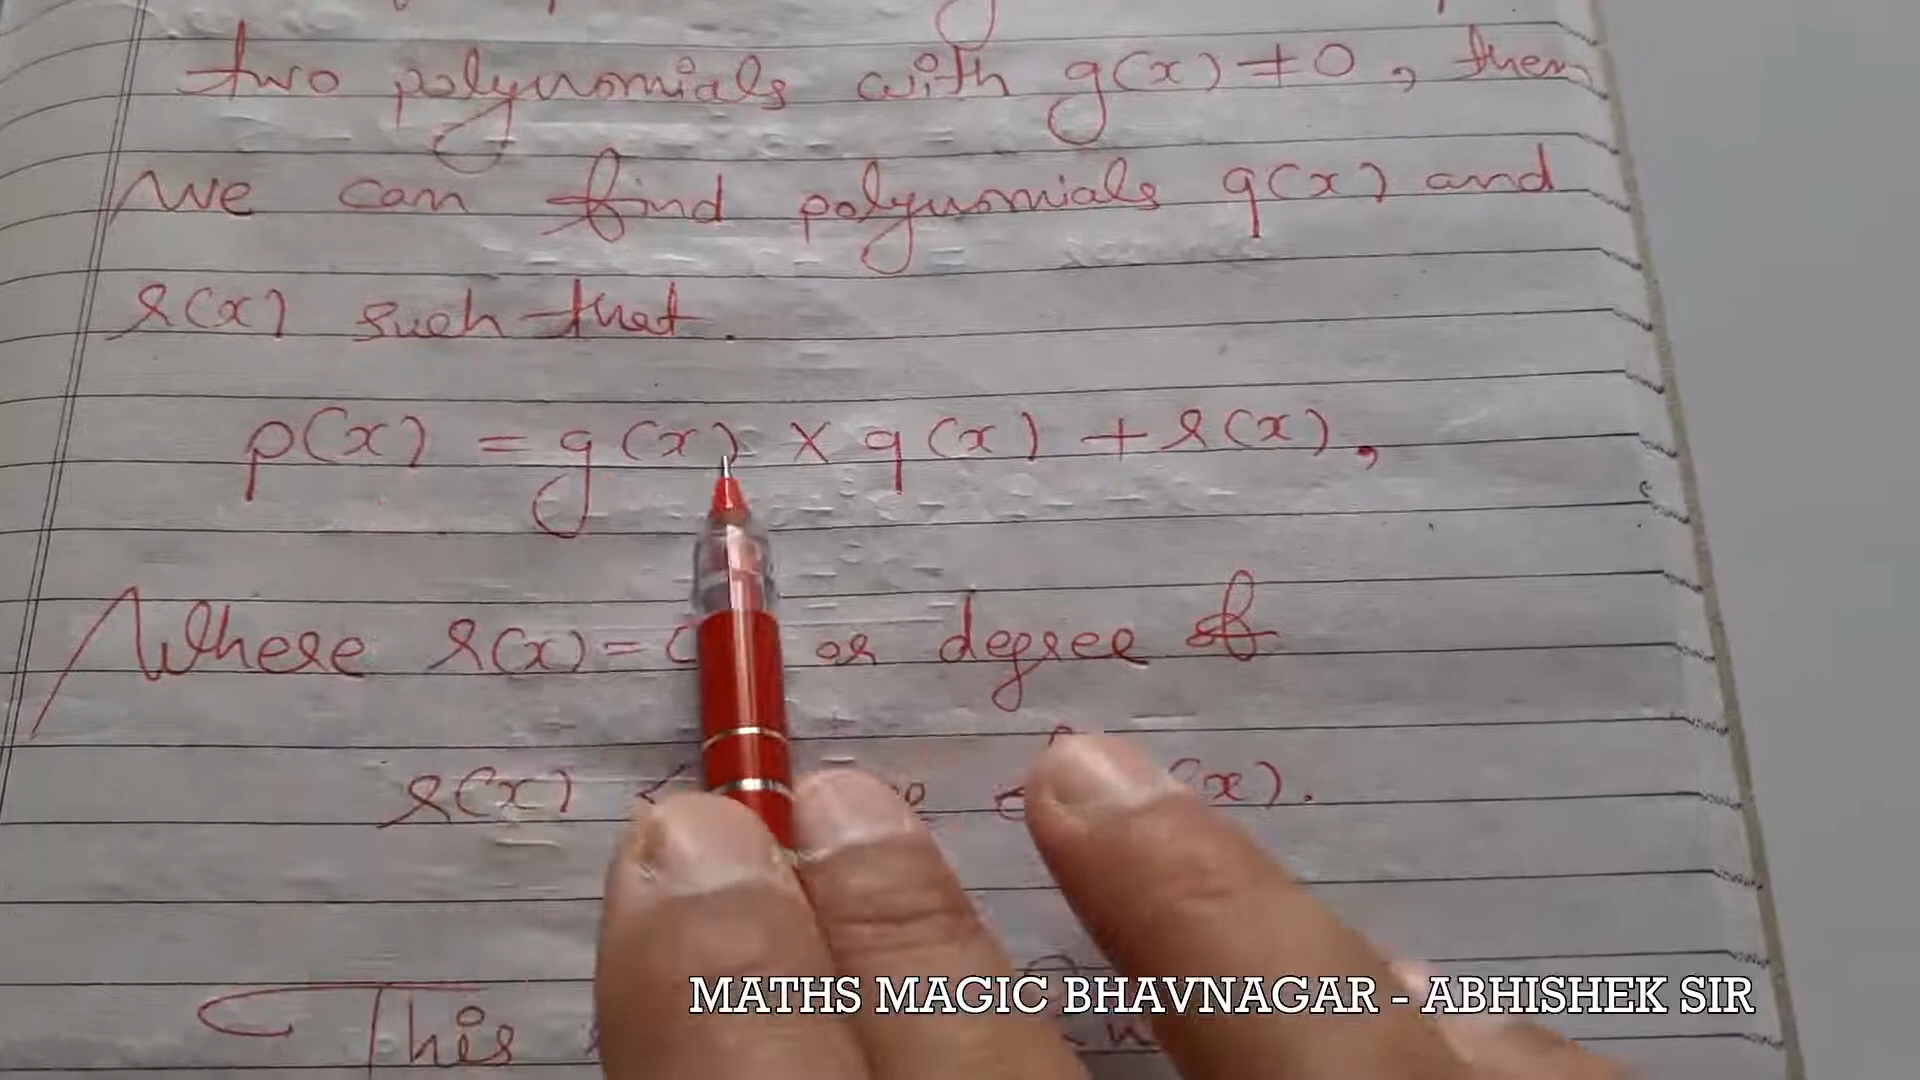 two polynomials with g(x) ≠ 0, then
we can find polynomials q(x) and
r(x) such that.
p(x) = g(x) × q(x) + r(x),
Where r(x) = or degree of
r(x) < (x).
This
MATHS MAGIC BHAVNAGAR - ABHISHEK SIR